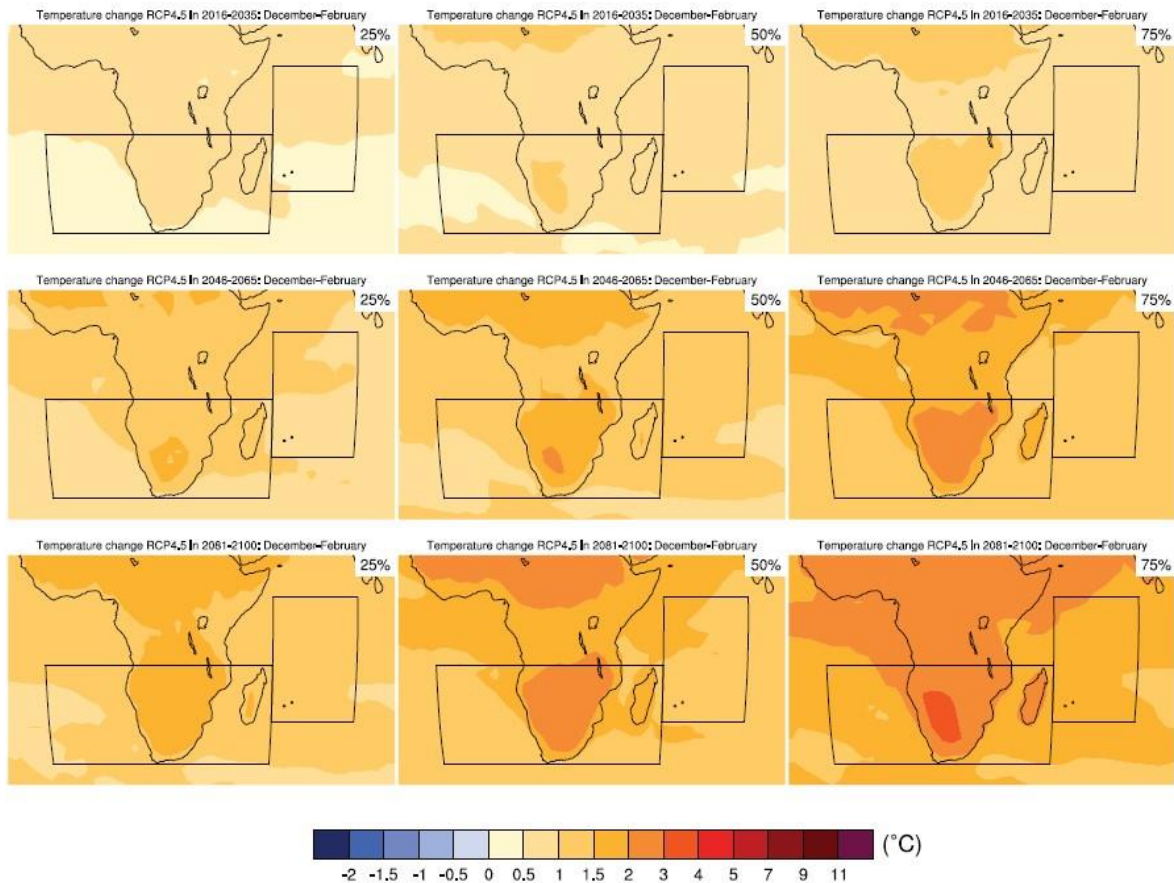 Temperature change RCP4.5 in 2016-2035: December-February
25%
Temperature change RCP4.5 in 2016-2035: December-February
50%
Temperature change RCP4.5 in 2016-2035: December-February
75%
Temperature change RCP4.5 in 2046-2065: December-February
25%
Temperature change RCP4.5 in 2046-2065: December-February
50%
Temperature change RCP4.5 in 2046-2065: December-February
75%
Temperature change RCP4.5 in 2081-2100: December-February
25%
Temperature change RCP4.5 in 2081-2100: December-February
50%
Temperature change RCP4.5 in 2081-2100: December-February
75%
(°C)
-2 -1.5 -1 -0.5 0 0.5 1 1.5 2 3 4 5 7 9 11